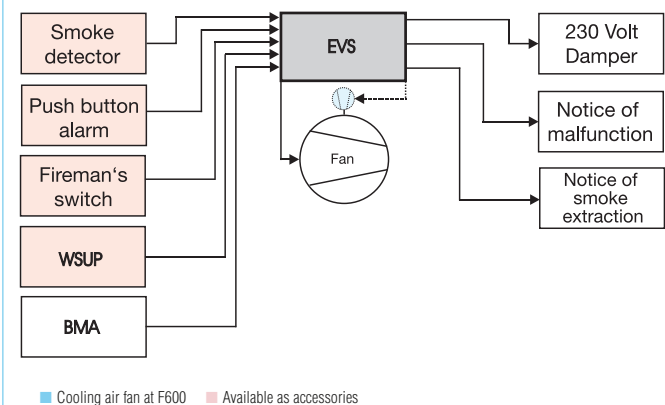 Smoke
detector
Push button
alarm
Fireman's
switch
WSUP
BMA
EVS
Fan
230 Volt
Damper
Notice of
malfunction
Notice of
smoke
extraction
Cooling air fan at F600
Available as accessories